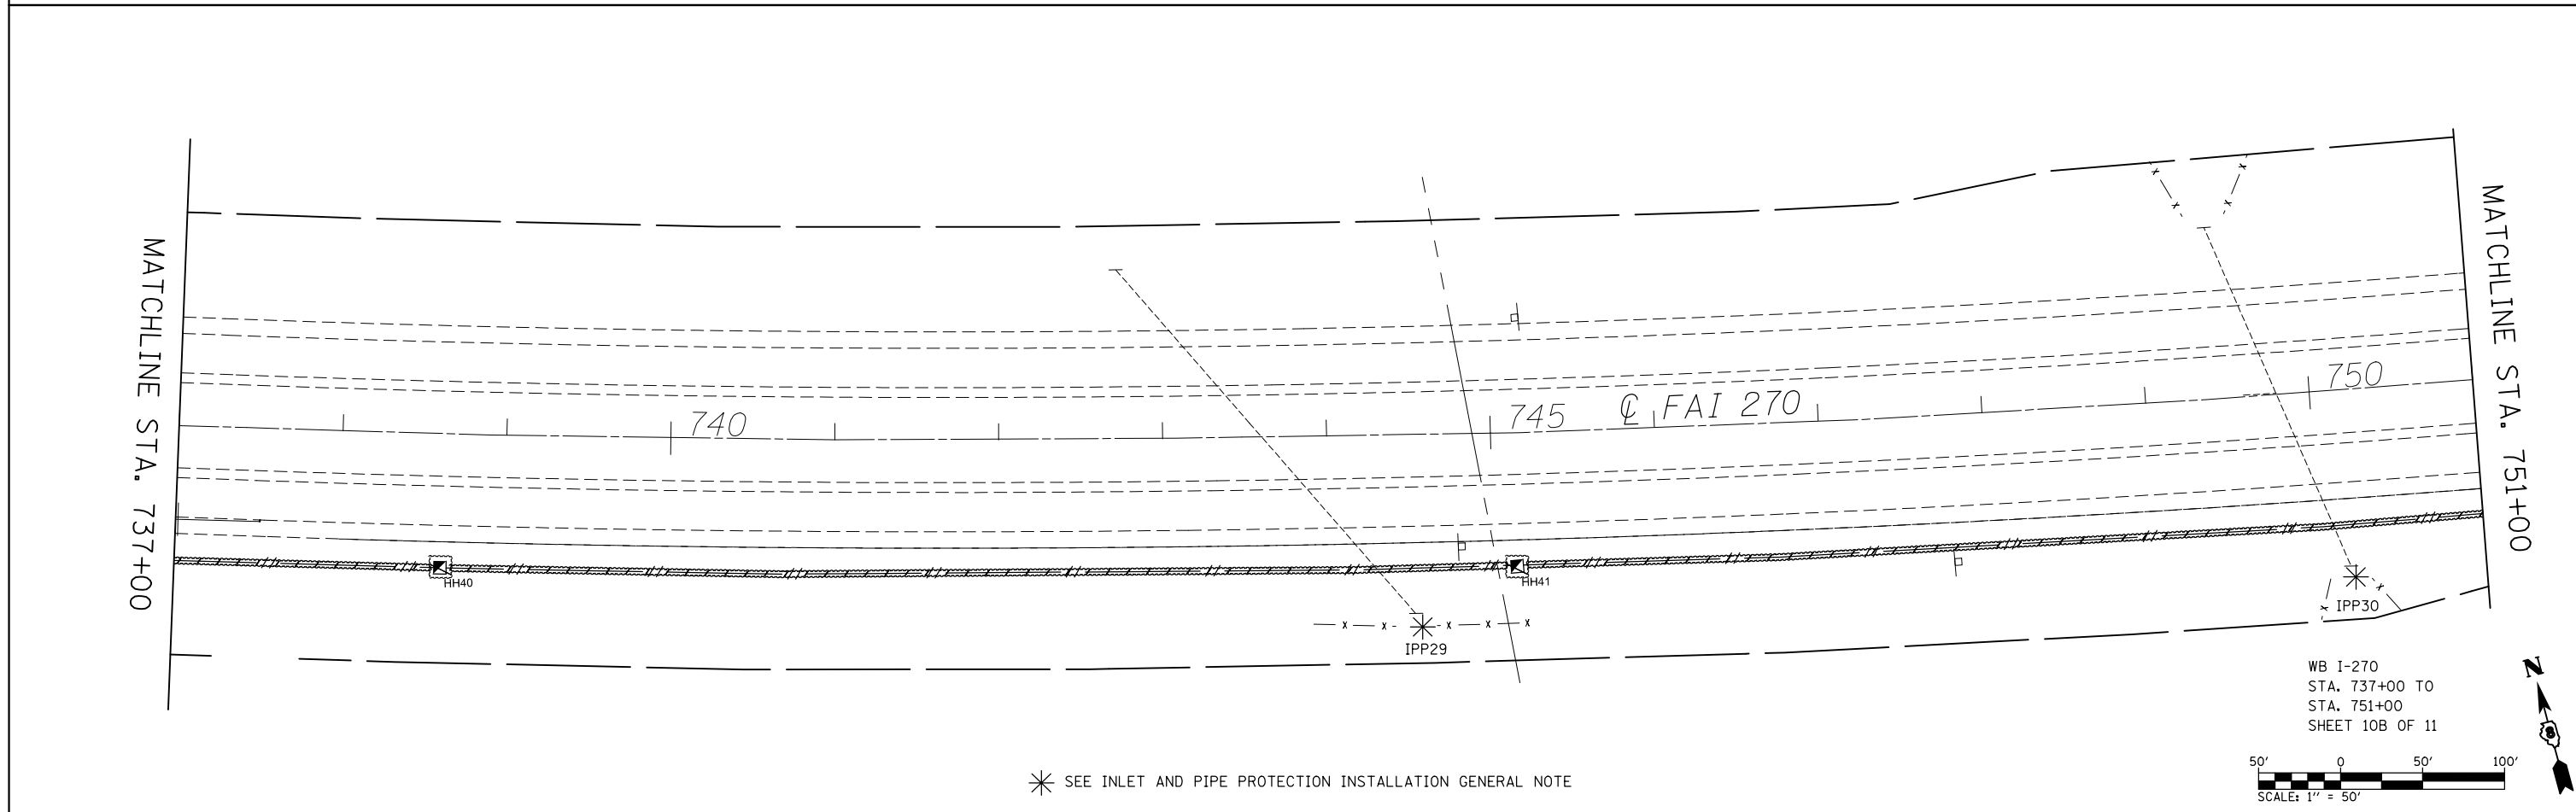 MATCHLINE STA. 737+00
MATCHLINE STA. 751+00
740
745
℄ FAI 270
750
HH40
HH41
IPP29
IPP30
WB I-270
STA. 737+00 TO
STA. 751+00
SHEET 10B OF 11
N
SEE INLET AND PIPE PROTECTION INSTALLATION GENERAL NOTE
50' 0 50' 100'
SCALE: 1" = 50'